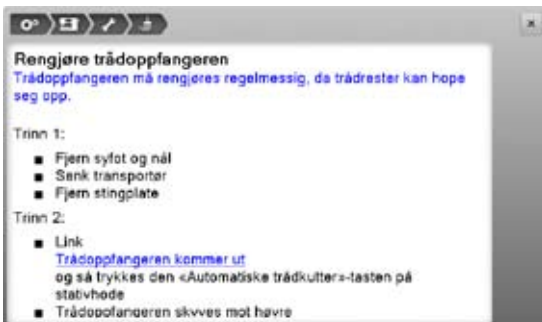 Rengjøre trådoppfangeren
Trådoppfangeren må rengjøres regelmessig, da trådrester kan hope
seg opp.
Trinn 1:
■ Fjern syfot og nål
■ Senk transportør
■ Fjern stingplate
Trinn 2:
■ Link
Trådoppfangeren kommer ut
og så trykkes den «Automatiske trådkutter»-tasten på
stativhode
■ Trådoppfangeren skyves mot høyre